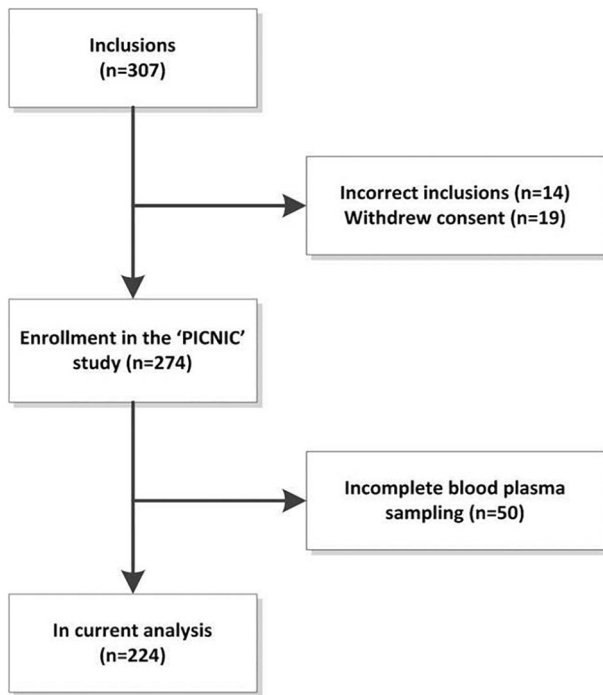 Inclusions
(n=307)
Incorrect inclusions (n=14)
Withdrew consent (n=19)
Enrollment in the ‘PICNIC’
study (n=274)
Incomplete blood plasma
sampling (n=50)
In current analysis
(n=224)